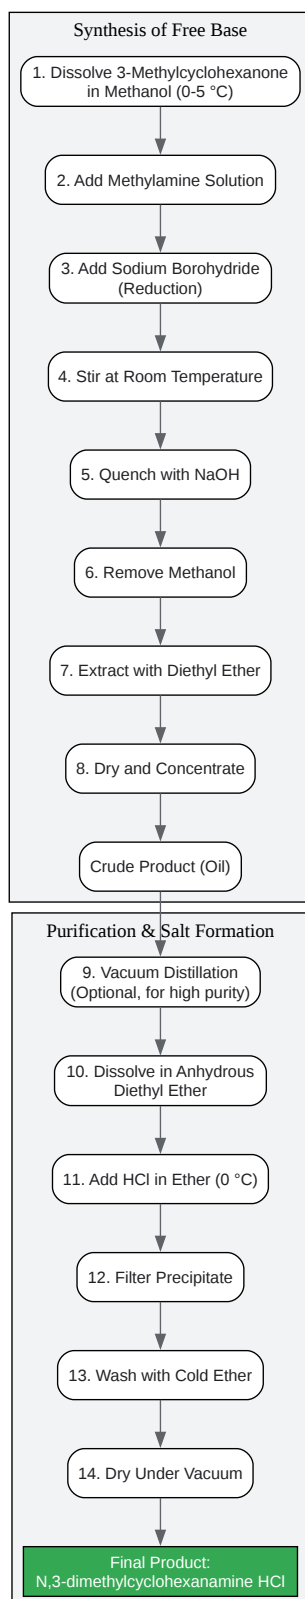 Synthesis of Free Base
1. Dissolve 3-Methylcyclohexanone
in Methanol (0-5 °C)
2. Add Methylamine Solution
3. Add Sodium Borohydride
(Reduction)
4. Stir at Room Temperature
5. Quench with NaOH
6. Remove Methanol
7. Extract with Diethyl Ether
8. Dry and Concentrate
Crude Product (Oil)
Purification & Salt Formation
9. Vacuum Distillation
(Optional, for high purity)
10. Dissolve in Anhydrous
Diethyl Ether
11. Add HCl in Ether (0 °C)
12. Filter Precipitate
13. Wash with Cold Ether
14. Dry Under Vacuum
Final Product:
N,3-dimethylcyclohexanamine HCl